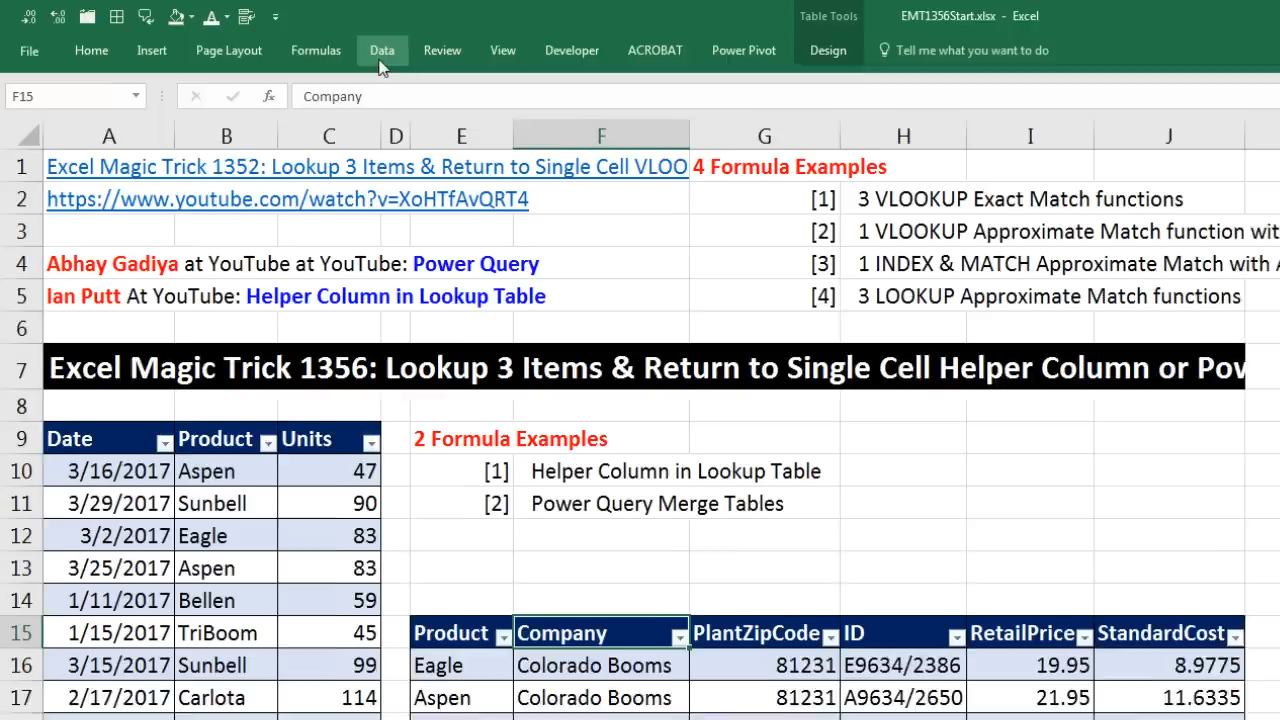 Table Tools
EMT1356Start.xlsx - Excel
File Home Insert Page Layout Formulas Data Review View Developer ACROBAT Power Pivot Design Tell me what you want to do
F15 fx Company
A B C D E F G H I J
1 Excel Magic Trick 1352: Lookup 3 Items & Return to Single Cell VLOO 4 Formula Examples
2 https://www.youtube.com/watch?v=XoHTfAvQRT4 [1] 3 VLOOKUP Exact Match functions
3 [2] 1 VLOOKUP Approximate Match function wit
4 Abhay Gadiya at YouTube at YouTube: Power Query [3] 1 INDEX & MATCH Approximate Match with
5 Ian Putt At YouTube: Helper Column in Lookup Table [4] 3 LOOKUP Approximate Match functions
6
7 Excel Magic Trick 1356: Lookup 3 Items & Return to Single Cell Helper Column or Pow
8
9 Date Product Units 2 Formula Examples
10 3/16/2017 Aspen 47 [1] Helper Column in Lookup Table
11 3/29/2017 Sunbell 90 [2] Power Query Merge Tables
12 3/2/2017 Eagle 83
13 3/25/2017 Aspen 83
14 1/11/2017 Bellen 59
15 1/15/2017 TriBoom 45 Product Company PlantZipCode ID RetailPrice StandardCost
16 3/15/2017 Sunbell 99 Eagle Colorado Booms 81231 E9634/2386 19.95 8.9775
17 2/17/2017 Carlota 114 Aspen Colorado Booms 81231 A9634/2650 21.95 11.6335